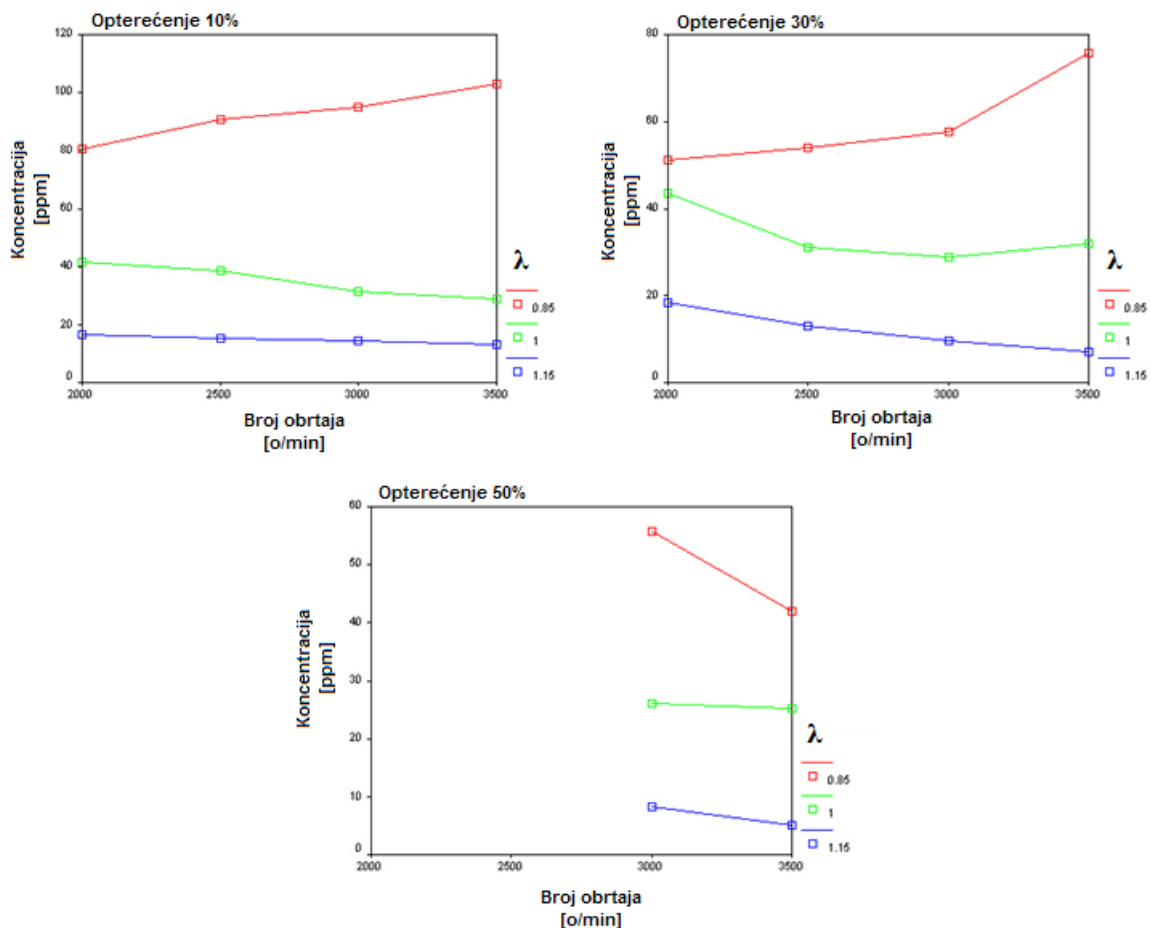 Opterećenje 10%
120
100
80
60
40
20
0
Koncentracija
[ppm]
2000
2500
3000
3500
Broj obrtaja
[o/min]
λ
0.85
1
1.15
Opterećenje 30%
80
60
40
20
0
Koncentracija
[ppm]
2000
2500
3000
3500
Broj obrtaja
[o/min]
λ
0.85
1
1.15
Opterećenje 50%
60
50
40
30
20
10
0
Koncentracija
[ppm]
2000
2500
3000
3500
Broj obrtaja
[o/min]
λ
0.85
1
1.15